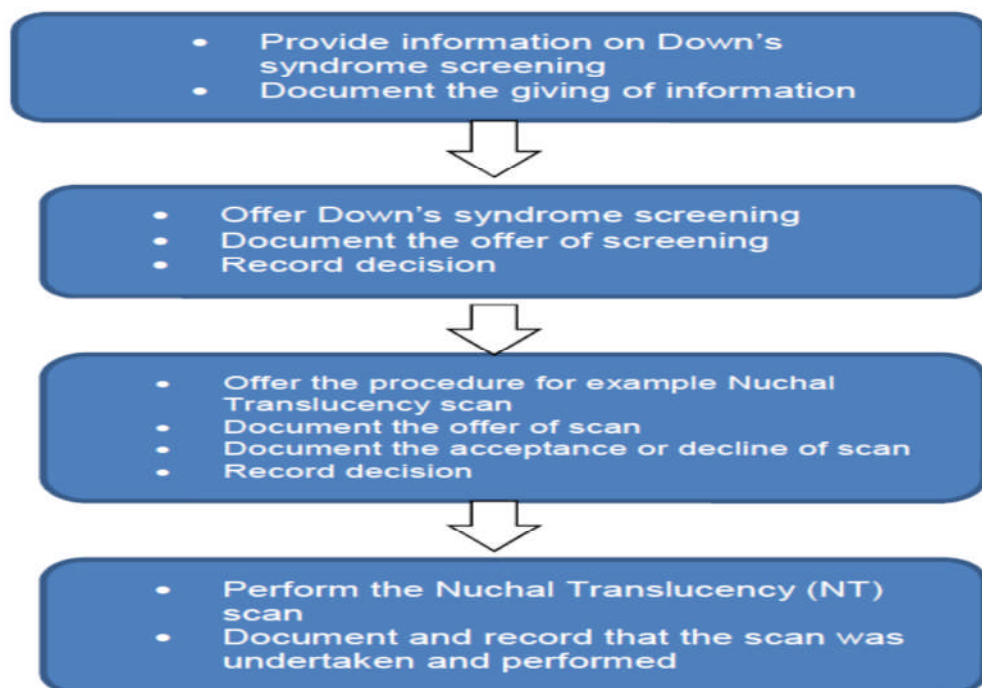 • Provide information on Down's
syndrome screening
• Document the giving of information
• Offer Down's syndrome screening
• Document the offer of screening
• Record decision
• Offer the procedure for example Nuchal
Translucency scan
• Document the offer of scan
• Document the acceptance or decline of scan
• Record decision
• Perform the Nuchal Translucency (NT)
scan
• Document and record that the scan was
undertaken and performed